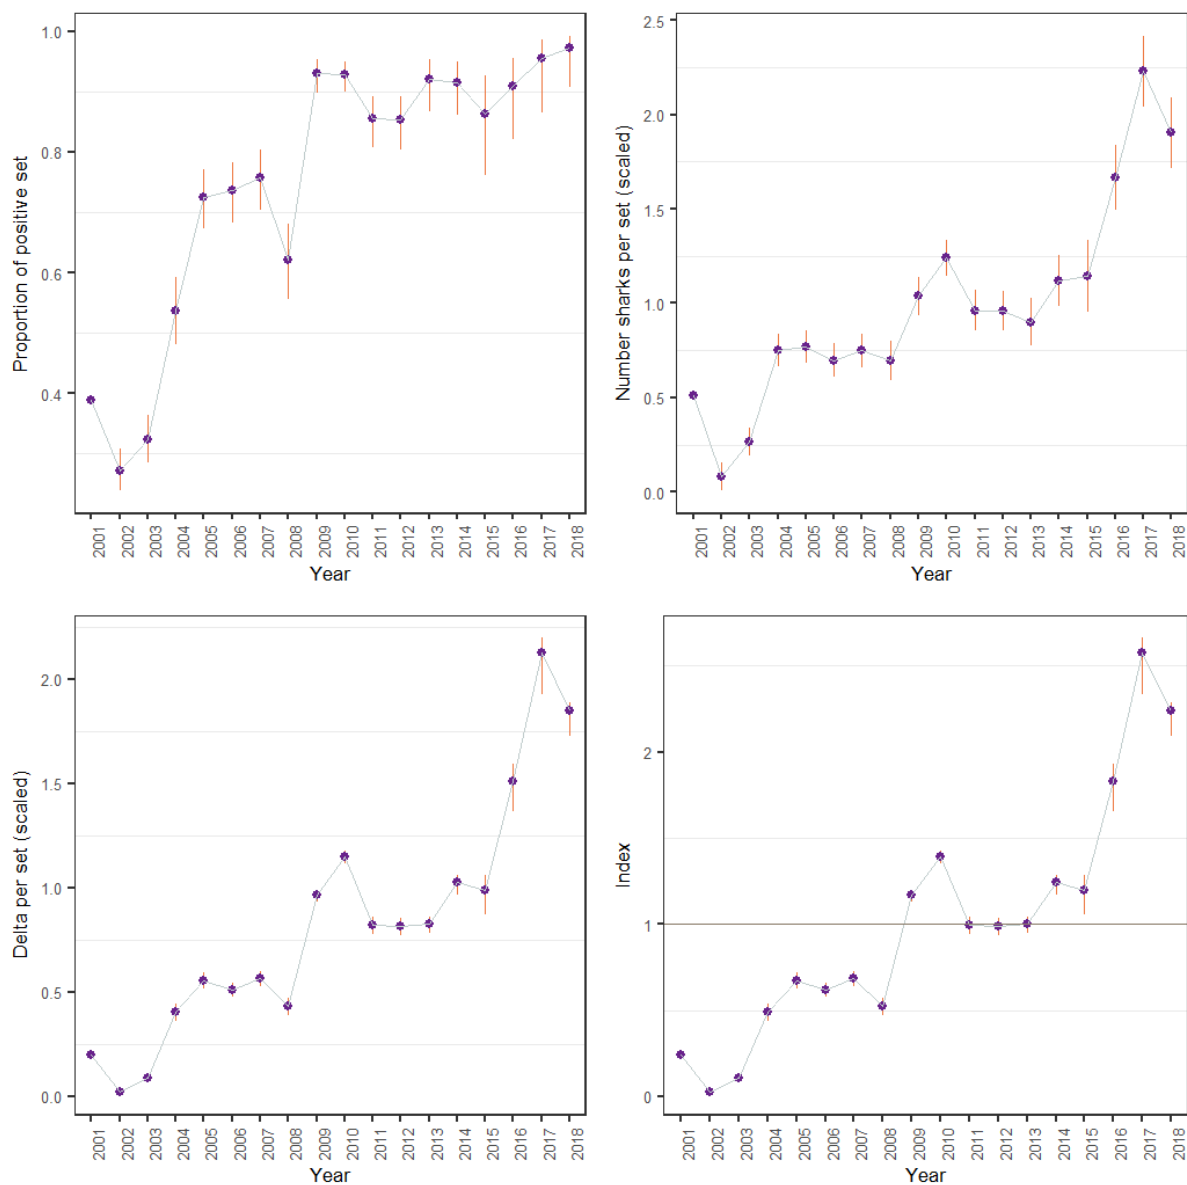 Proportion of positive set
1.0
0.8
0.6
0.4
2001 2002 2003 2004 2005 2006 2007 2008 2009 2010 2011 2012 2013 2014 2015 2016 2017 2018
Year
Number sharks per set (scaled)
2.5
2.0
1.5
1.0
0.5
0.0
2001 2002 2003 2004 2005 2006 2007 2008 2009 2010 2011 2012 2013 2014 2015 2016 2017 2018
Year
Delta per set (scaled)
2.0
1.5
1.0
0.5
0.0
2001 2002 2003 2004 2005 2006 2007 2008 2009 2010 2011 2012 2013 2014 2015 2016 2017 2018
Year
Index
2
1
0
2001 2002 2003 2004 2005 2006 2007 2008 2009 2010 2011 2012 2013 2014 2015 2016 2017 2018
Year